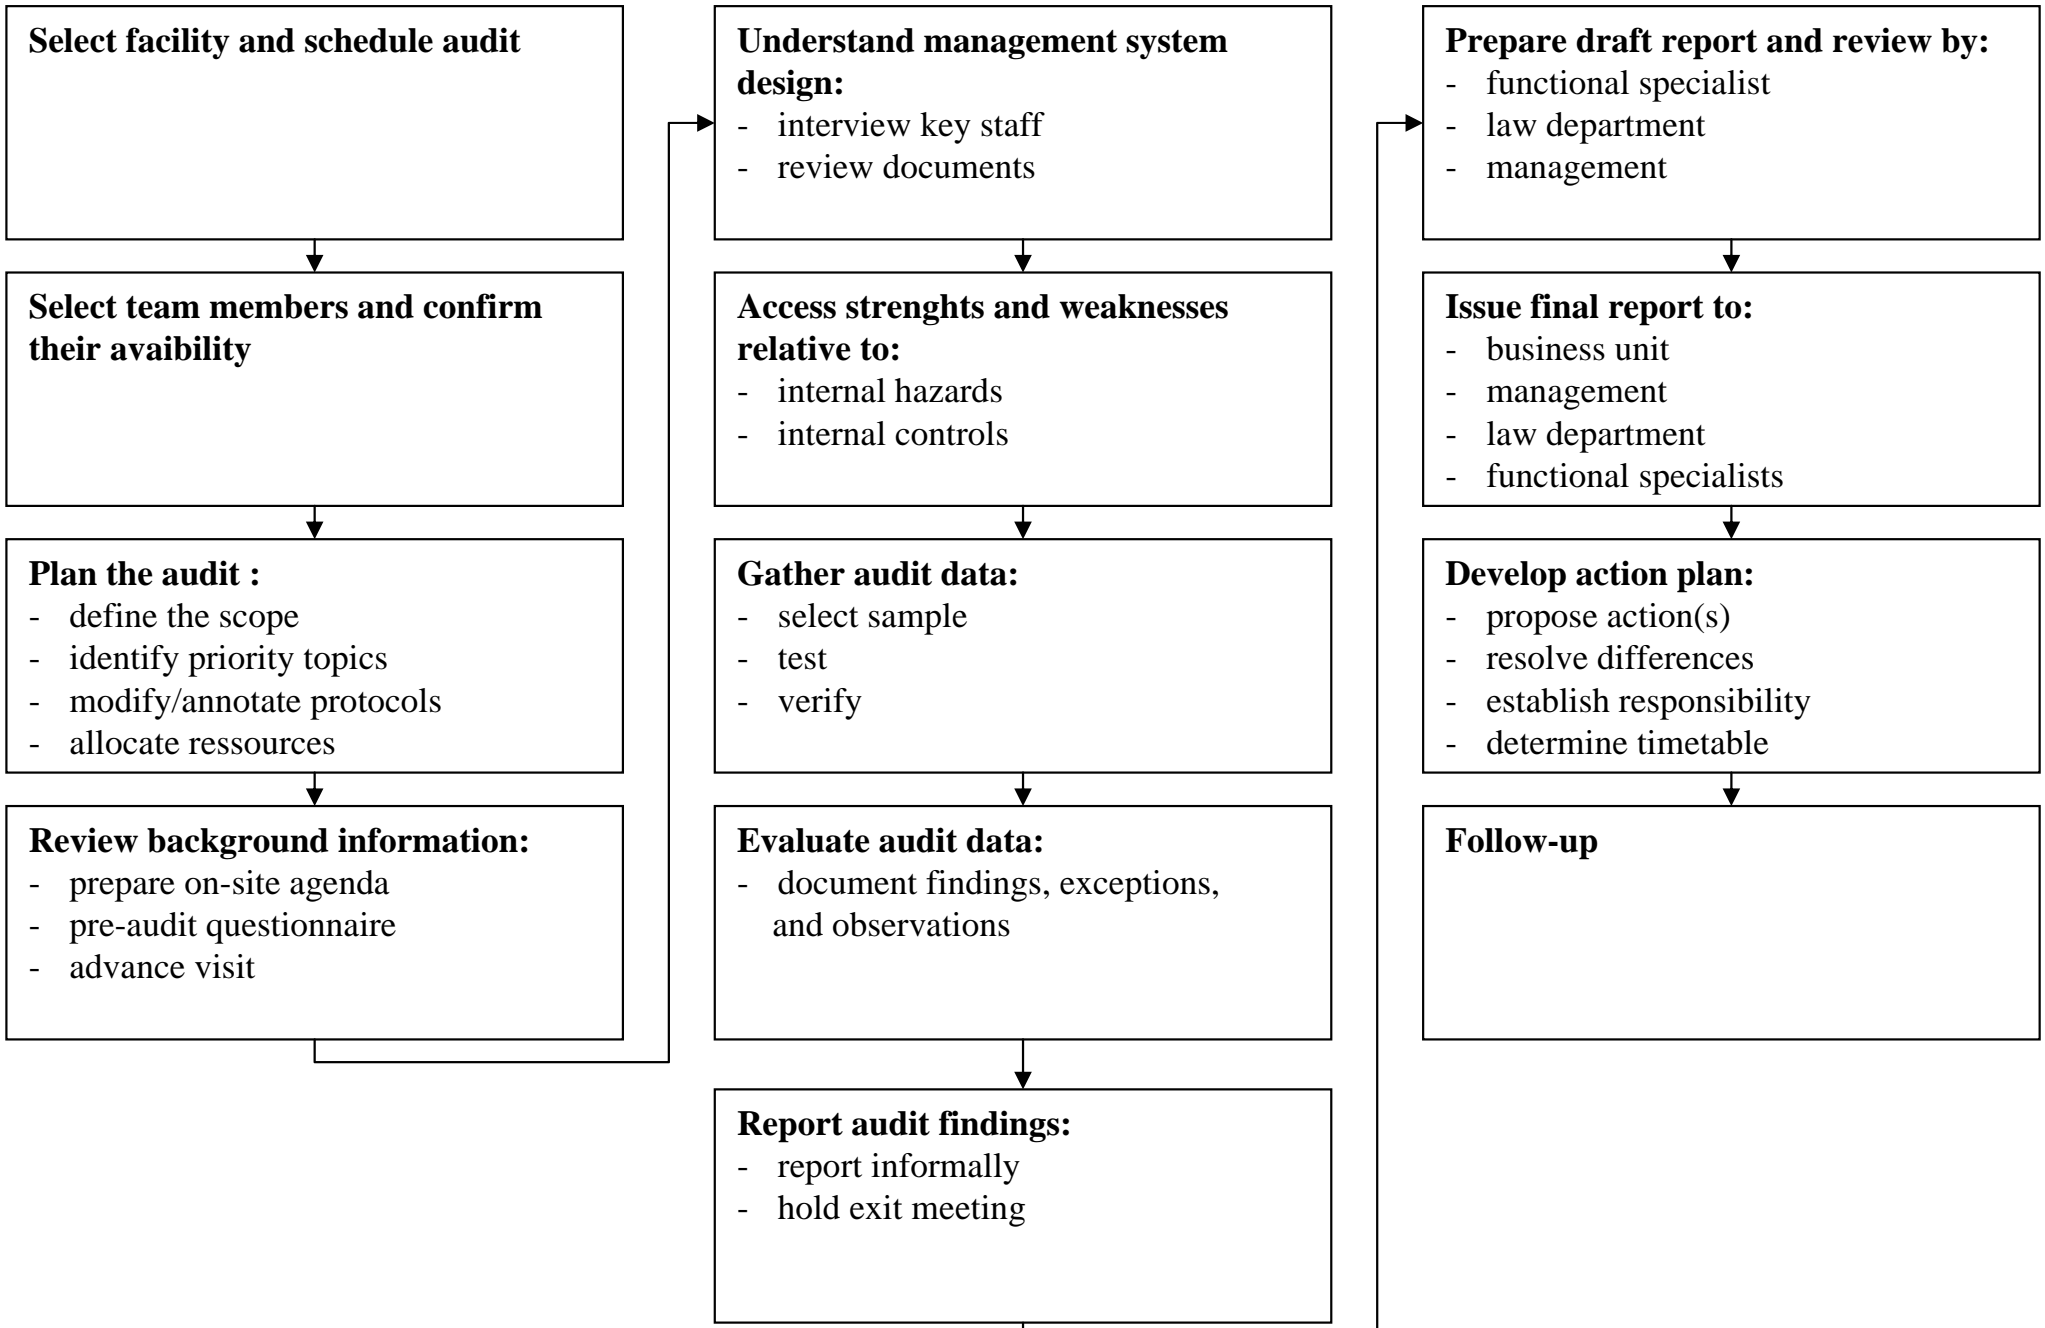 Select facility and schedule audit
Select team members and confirm
their avaibility
Plan the audit :
- define the scope
- identify priority topics
- modify/annotate protocols
- allocate ressources
Review background information:
- prepare on-site agenda
- pre-audit questionnaire
- advance visit
Understand management system
design:
- interview key staff
- review documents
Access strenghts and weaknesses
relative to:
- internal hazards
- internal controls
Gather audit data:
- select sample
- test
- verify
Evaluate audit data:
- document findings, exceptions,
and observations
Report audit findings:
- report informally
- hold exit meeting
Prepare draft report and review by:
- functional specialist
- law department
- management
Issue final report to:
- business unit
- management
- law department
- functional specialists
Develop action plan:
- propose action(s)
- resolve differences
- establish responsibility
- determine timetable
Follow-up